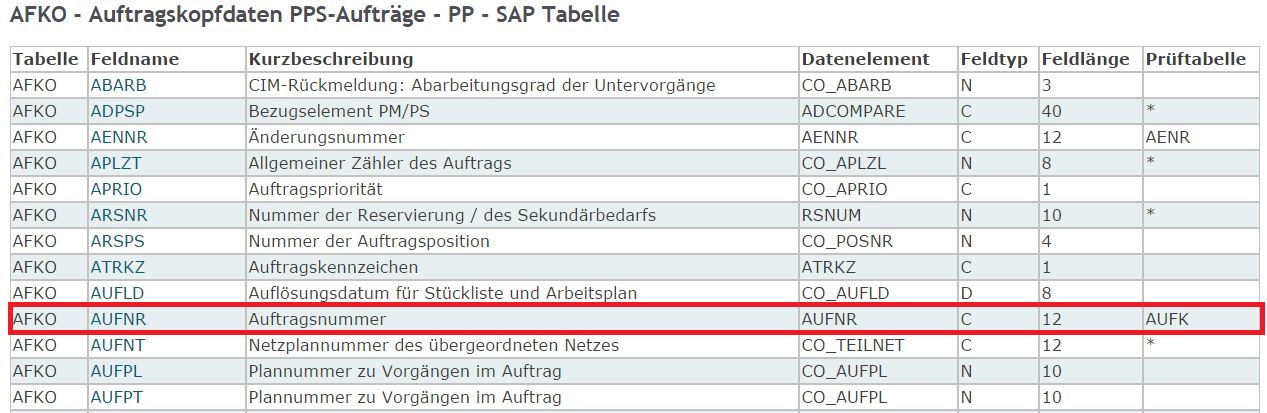 AFKO - Auftragskopfdaten PPS-Aufträge - PP - SAP Tabelle
Tabelle Feldname Kurzbeschreibung Datenelement Feldtyp Feldlänge Prüftabelle
AFKO ABARB CIM-Rückmeldung: Abarbeitungsgrad der Untervorgänge CO_ABARB N 3
AFKO ADPSP Bezugselement PM/PS ADCOMPARE C 40 *
AFKO AENNR Änderungsnummer AENNR C 12 AENR
AFKO APLZT Allgemeiner Zähler des Auftrags CO_APLZL N 8 *
AFKO APRIO Auftragspriorität CO_APRIO C 1
AFKO ARSNR Nummer der Reservierung / des Sekundärbedarfs RSNUM N 10 *
AFKO ARSPS Nummer der Auftragsposition CO_POSNR N 4
AFKO ATRKZ Auftragskennzeichen ATRKZ C 1
AFKO AUFLD Auflösungsdatum für Stückliste und Arbeitsplan CO_AUFLD D 8
AFKO AUFNR Auftragsnummer AUFNR C 12 AUFK
AFKO AUFNT Netzplannummer des übergeordneten Netzes CO_TEILNET C 12 *
AFKO AUFPL Plannummer zu Vorgängen im Auftrag CO_AUFPL N 10
AFKO AUFPT Plannummer zu Vorgängen im Auftrag CO_AUFPL N 10